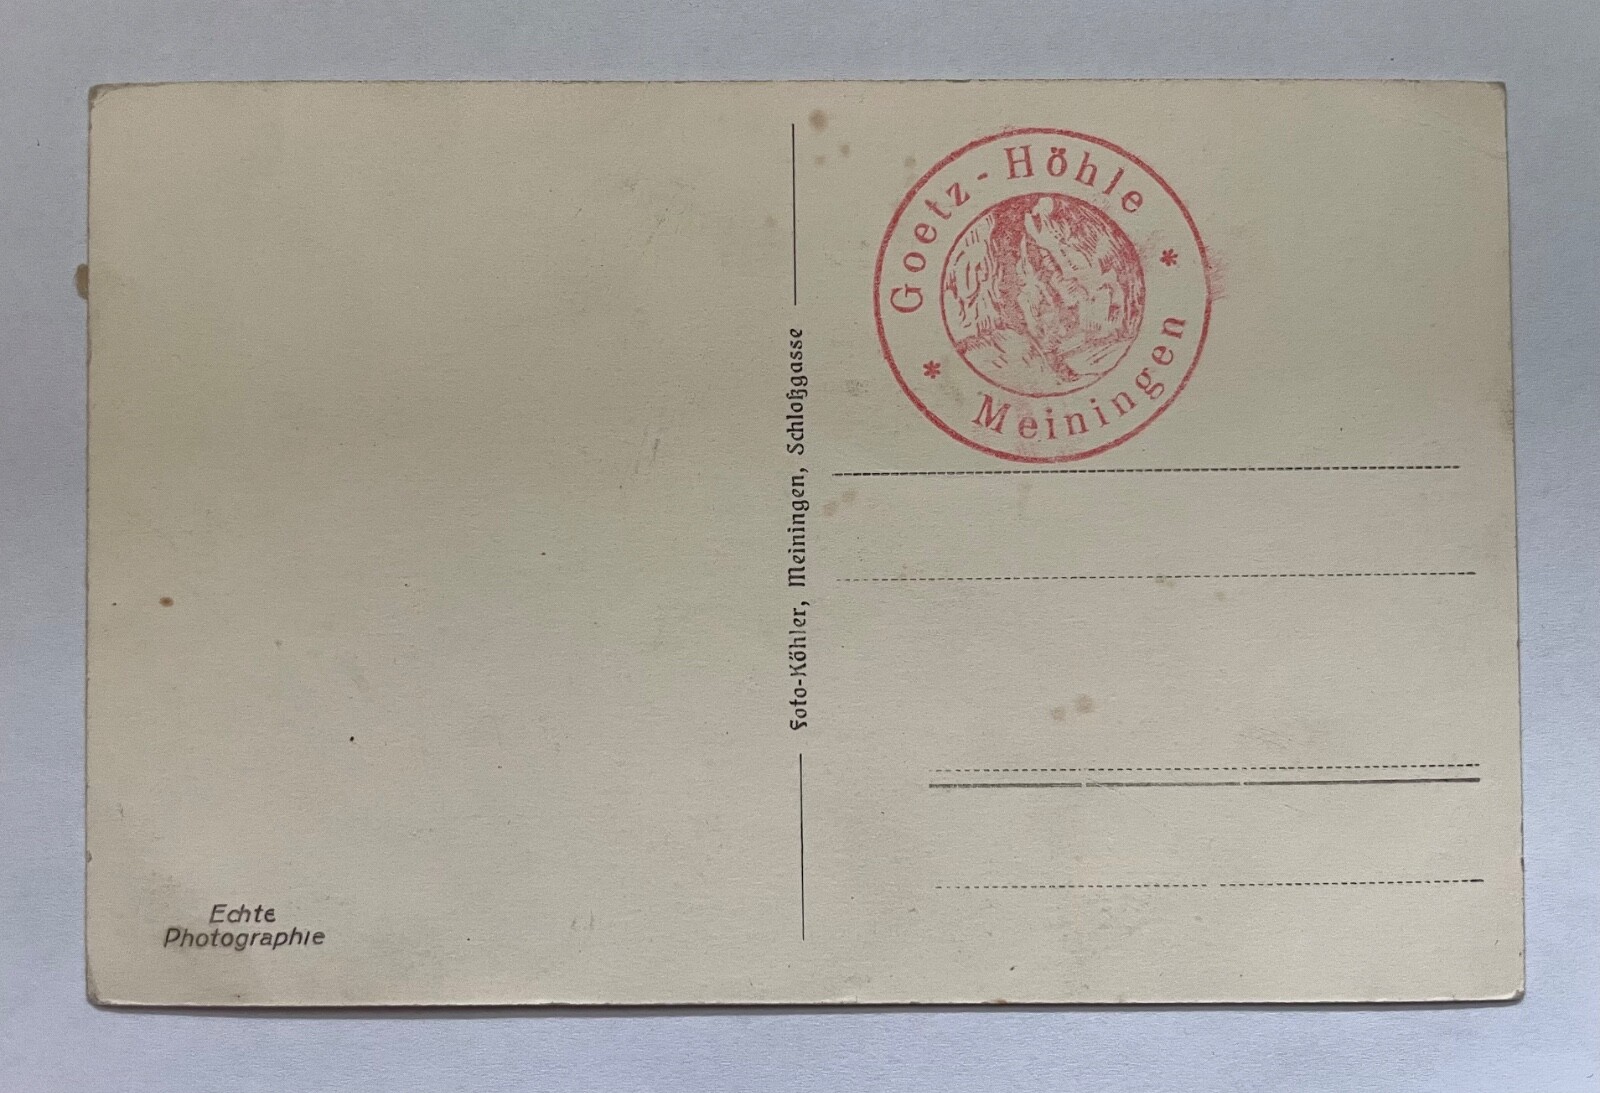 Goetz-Höhle
* *
Meiningen
Foto-Köhler, Meiningen, Schloßgasse
Echte
Photographie